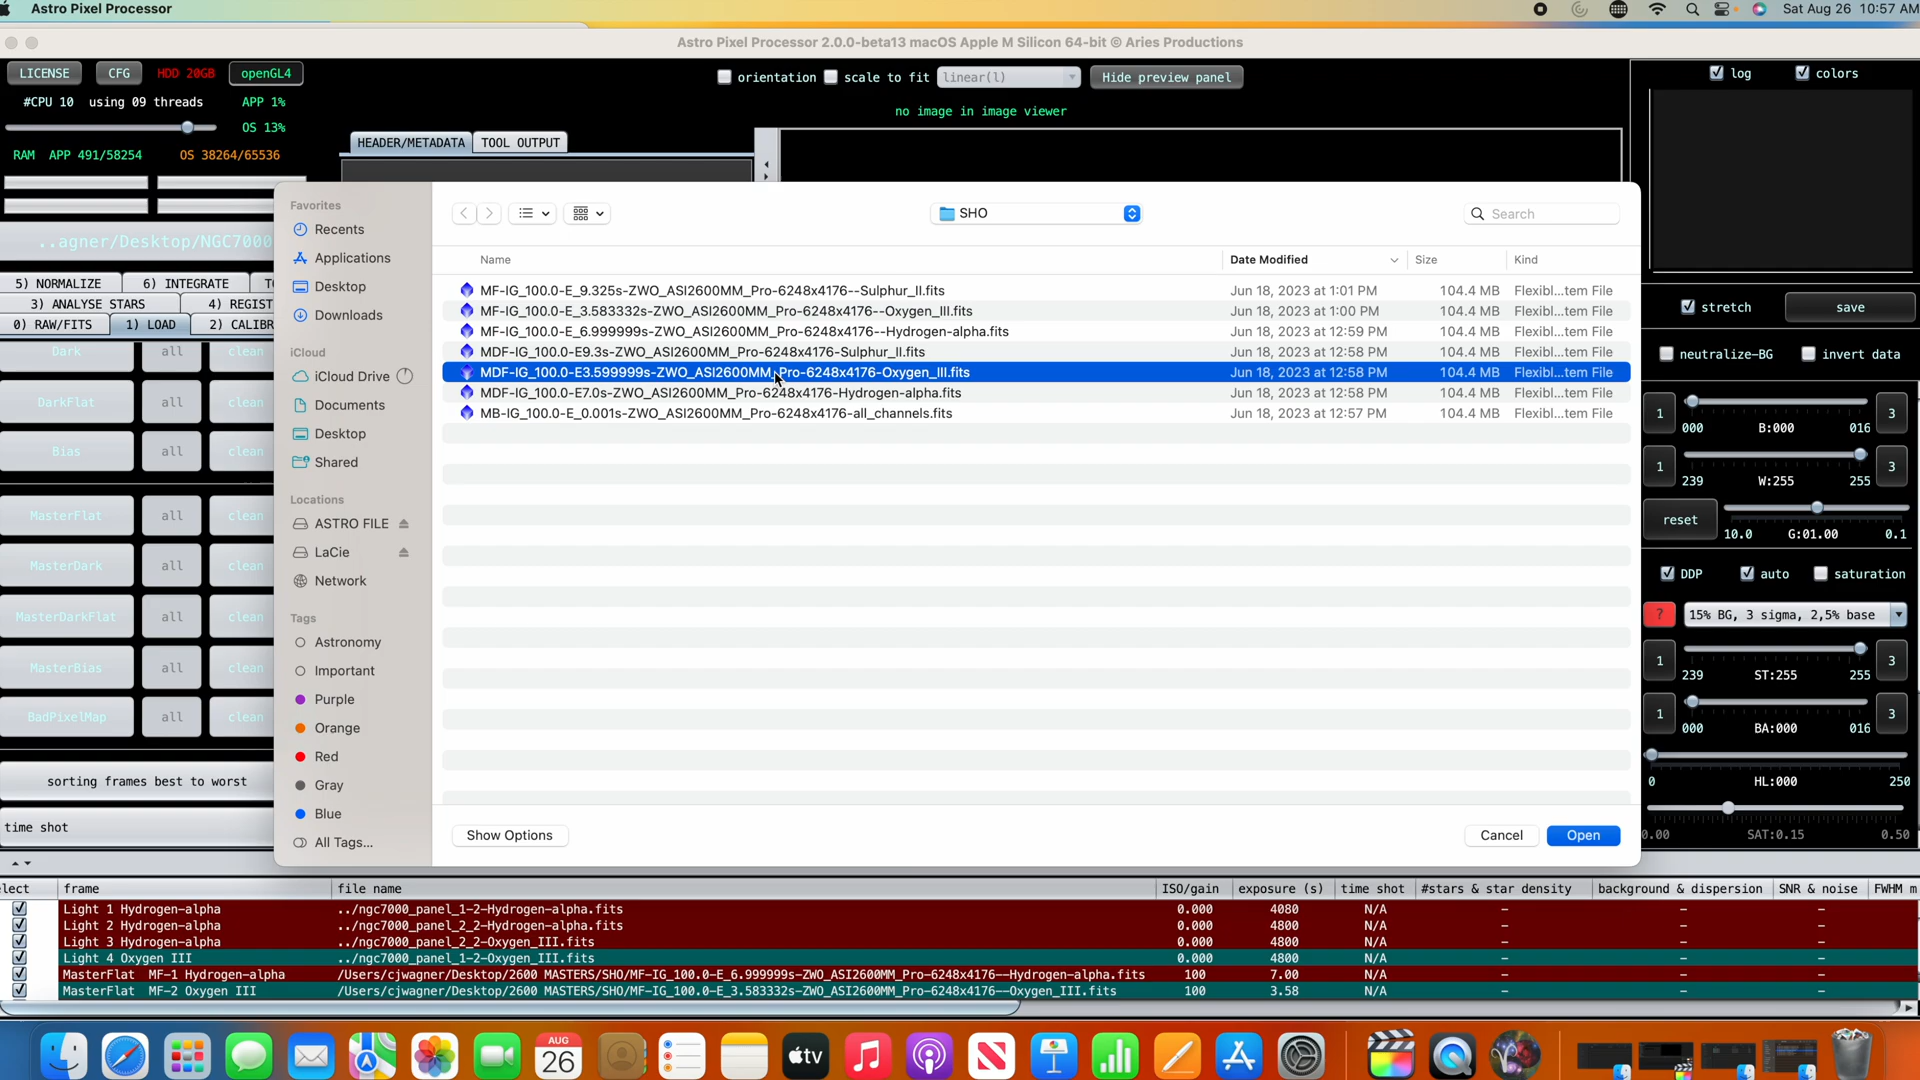 Astro Pixel Processor
Sat Aug 26 10:57 AM
Astro Pixel Processor 2.0.0-beta13 macOS Apple M Silicon 64-bit © Aries Productions
LICENSE CFG HDD 20GB openGL4
orientation scale to fit linear(l) Hide preview panel
log colors
#CPU 10 using 09 threads APP 1%
no image in image viewer
OS 13%
HEADER/METADATA TOOL OUTPUT
RAM APP 491/58254 OS 38264/65536
..agner/Desktop/NGC7000
5) NORMALIZE 6) INTEGRATE
3) ANALYSE STARS 4) REGIST
0) RAW/FITS 1) LOAD 2) CALIBR
Dark all clean
DarkFlat all clean
Bias all clean
MasterFlat all clean
MasterDark all clean
MasterDarkFlat all clean
MasterBias all clean
BadPixelMap all clean
sorting frames best to worst
time shot
Favorites
Recents
Applications
Desktop
Downloads
iCloud
iCloud Drive
Documents
Desktop
Shared
Locations
ASTRO FILE
LaCie
Network
Tags
Astronomy
Important
Purple
Orange
Red
Gray
Blue
All Tags...
SHO
Search
Name Date Modified Size Kind
MF-IG_100.0-E_9.325s-ZWO_ASI2600MM_Pro-6248x4176--Sulphur_II.fits Jun 18, 2023 at 1:01 PM 104.4 MB Flexibl...tem File
MF-IG_100.0-E_3.583332s-ZWO_ASI2600MM_Pro-6248x4176--Oxygen_III.fits Jun 18, 2023 at 1:00 PM 104.4 MB Flexibl...tem File
MF-IG_100.0-E_6.999999s-ZWO_ASI2600MM_Pro-6248x4176--Hydrogen-alpha.fits Jun 18, 2023 at 12:59 PM 104.4 MB Flexibl...tem File
MDF-IG_100.0-E9.3s-ZWO_ASI2600MM_Pro-6248x4176-Sulphur_II.fits Jun 18, 2023 at 12:58 PM 104.4 MB Flexibl...tem File
MDF-IG_100.0-E3.599999s-ZWO_ASI2600MM_Pro-6248x4176-Oxygen_III.fits Jun 18, 2023 at 12:58 PM 104.4 MB Flexibl...tem File
MDF-IG_100.0-E7.0s-ZWO_ASI2600MM_Pro-6248x4176-Hydrogen-alpha.fits Jun 18, 2023 at 12:58 PM 104.4 MB Flexibl...tem File
MB-IG_100.0-E_0.001s-ZWO_ASI2600MM_Pro-6248x4176-all_channels.fits Jun 18, 2023 at 12:57 PM 104.4 MB Flexibl...tem File
Show Options Cancel Open
stretch save
neutralize-BG invert data
1 3
000 B:000 016
1 3
239 W:255 255
reset
10.0 G:01.00 0.1
DDP auto saturation
? 15% BG, 3 sigma, 2,5% base
1 3
239 ST:255 255
1 3
000 BA:000 016
0 HL:000 250
0.00 SAT:0.15 0.50
lect frame file name ISO/gain exposure (s) time shot #stars & star density background & dispersion SNR & noise FWHM m
Light 1 Hydrogen-alpha ../ngc7000_panel_1-2-Hydrogen-alpha.fits 0.000 4080 N/A - - -
Light 2 Hydrogen-alpha ../ngc7000_panel_2_2-Hydrogen-alpha.fits 0.000 4800 N/A - - -
Light 3 Hydrogen-alpha ../ngc7000_panel_2_2-Oxygen_III.fits 0.000 4800 N/A - - -
Light 4 Oxygen III ../ngc7000_panel_1-2-Oxygen_III.fits 0.000 4800 N/A - - -
MasterFlat MF-1 Hydrogen-alpha /Users/cjwagner/Desktop/2600 MASTERS/SHO/MF-IG_100.0-E_6.999999s-ZWO_ASI2600MM_Pro-6248x4176--Hydrogen-alpha.fits 100 7.00 N/A - - -
MasterFlat MF-2 Oxygen III /Users/cjwagner/Desktop/2600 MASTERS/SHO/MF-IG_100.0-E_3.583332s-ZWO_ASI2600MM_Pro-6248x4176--Oxygen_III.fits 100 3.58 N/A - - -
AUG
26
tv